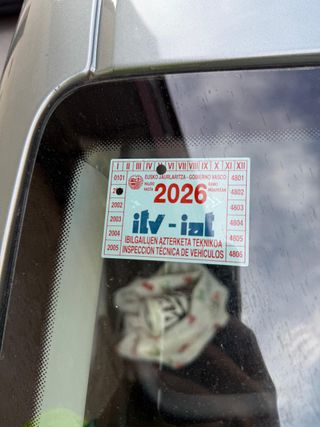 I II III IV VI VII VIII IX X XI XII
0101 EUSKO JAURLARITZA - GOBIERNO VASCO 4801
HASTA 2026 4802
2002 4803
2003 itv - iat 4804
2004 IBILGAILUEN AZTERKETA TEKNIKOA 4805
2005 INSPECCIÓN TÉCNICA DE VEHÍCULOS 4806